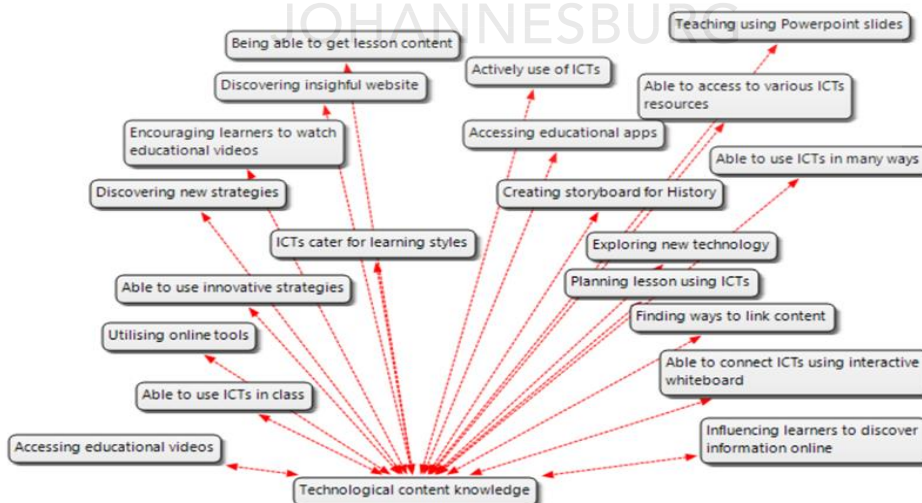 JOHANNESBURG
Teaching using Powerpoint slides
Being able to get lesson content
Actively use of ICTs
Discovering insighful website
Able to access to various ICTs
resources
Encouraging learners to watch
educational videos
Accessing educational apps
Able to use ICTs in many ways
Discovering new strategies
Creating storyboard for History
ICTs cater for learning styles
Exploring new technology
Planning lesson using ICTs
Able to use innovative strategies
Finding ways to link content
Utilising online tools
Able to connect ICTs using interactive
whiteboard
Able to use ICTs in class
Influencing learners to discover
information online
Accessing educational videos
Technological content knowledge